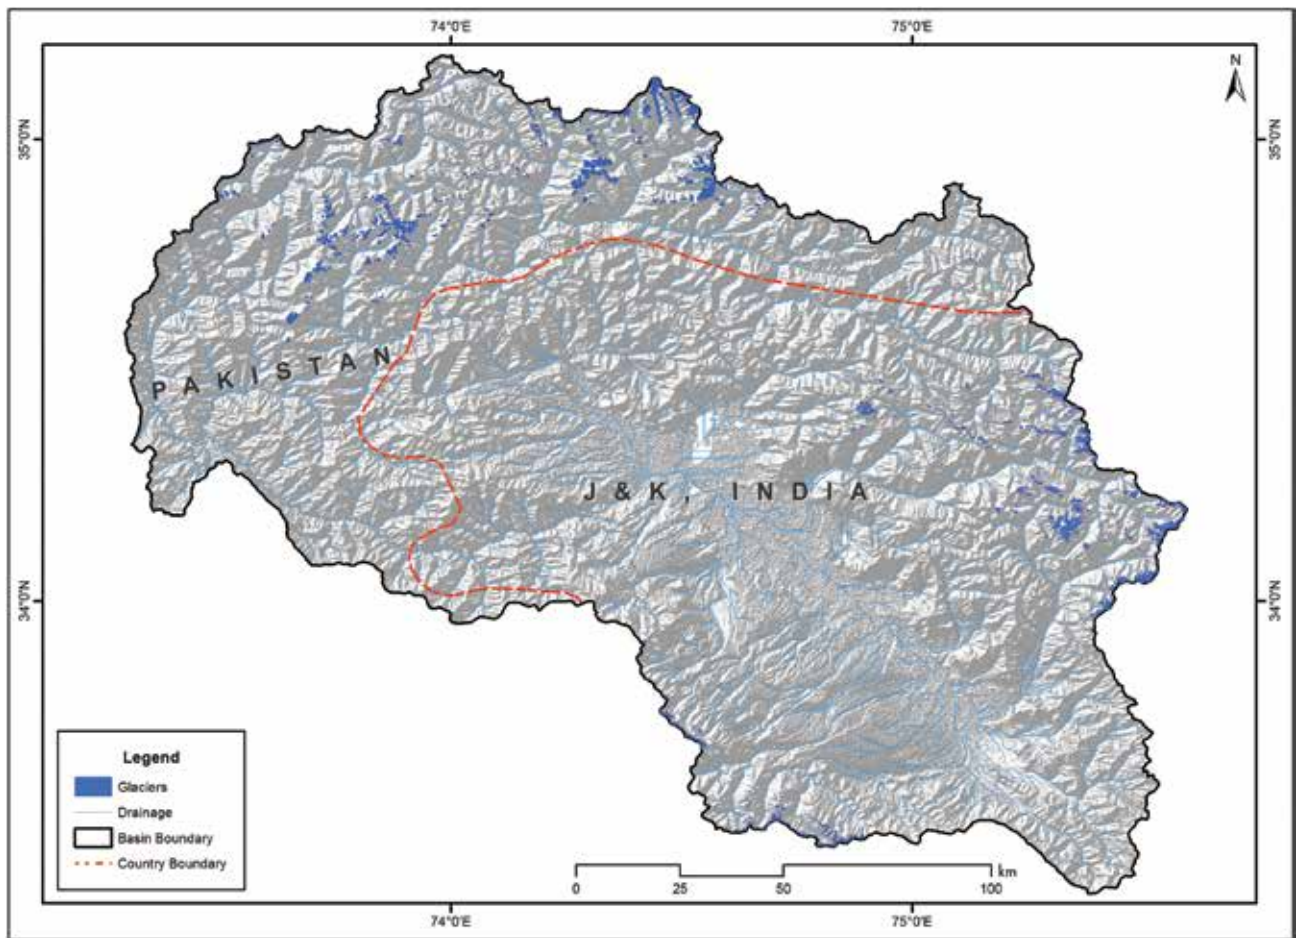 74°0'E 75°0'E
N
35°0'N 35°0'N
PAKISTAN
J&K, INDIA
34°0'N 34°0'N
Legend
Glaciers
Drainage
Basin Boundary
Country Boundary
km
0 25 50 100
74°0'E 75°0'E